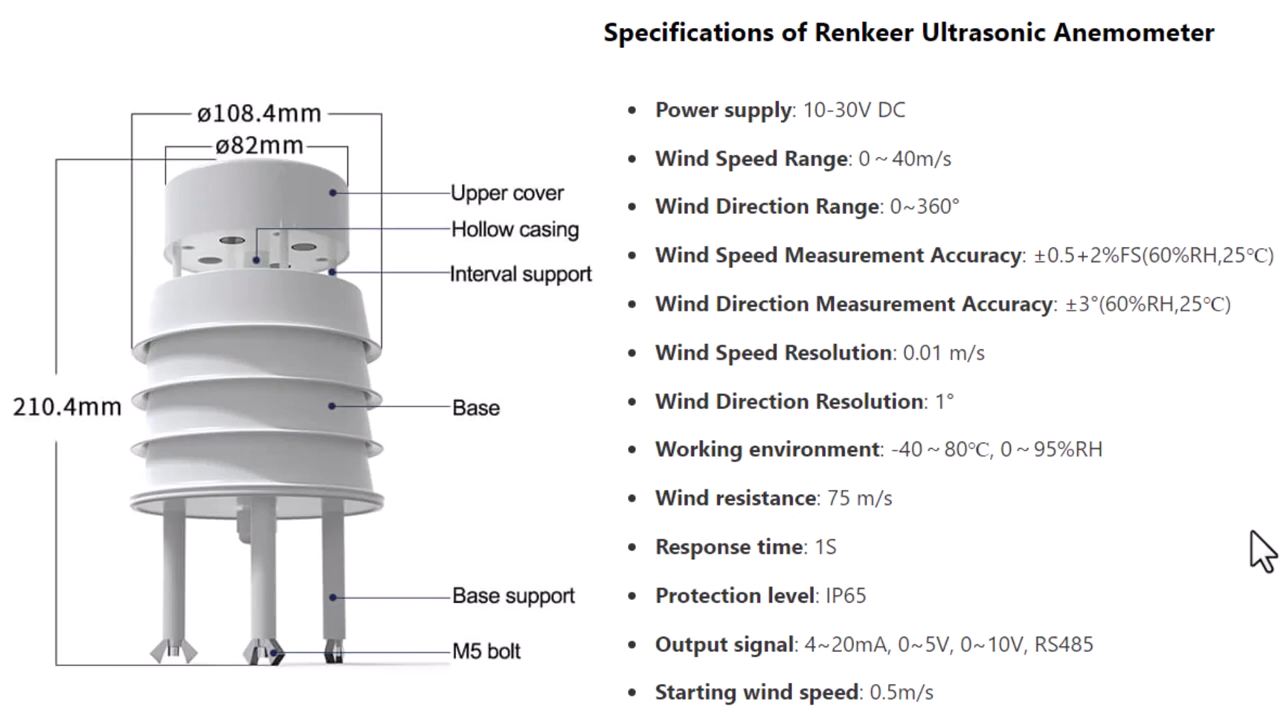 Specifications of Renkeer Ultrasonic Anemometer
ø108.4mm
ø82mm
Upper cover
Hollow casing
Interval support
210.4mm
Base
Base support
M5 bolt
• Power supply: 10-30V DC
• Wind Speed Range: 0~40m/s
• Wind Direction Range: 0~360°
• Wind Speed Measurement Accuracy: ±0.5+2%FS(60%RH,25℃)
• Wind Direction Measurement Accuracy: ±3°(60%RH,25℃)
• Wind Speed Resolution: 0.01 m/s
• Wind Direction Resolution: 1°
• Working environment: -40~80℃, 0~95%RH
• Wind resistance: 75 m/s
• Response time: 1S
• Protection level: IP65
• Output signal: 4~20mA, 0~5V, 0~10V, RS485
• Starting wind speed: 0.5m/s